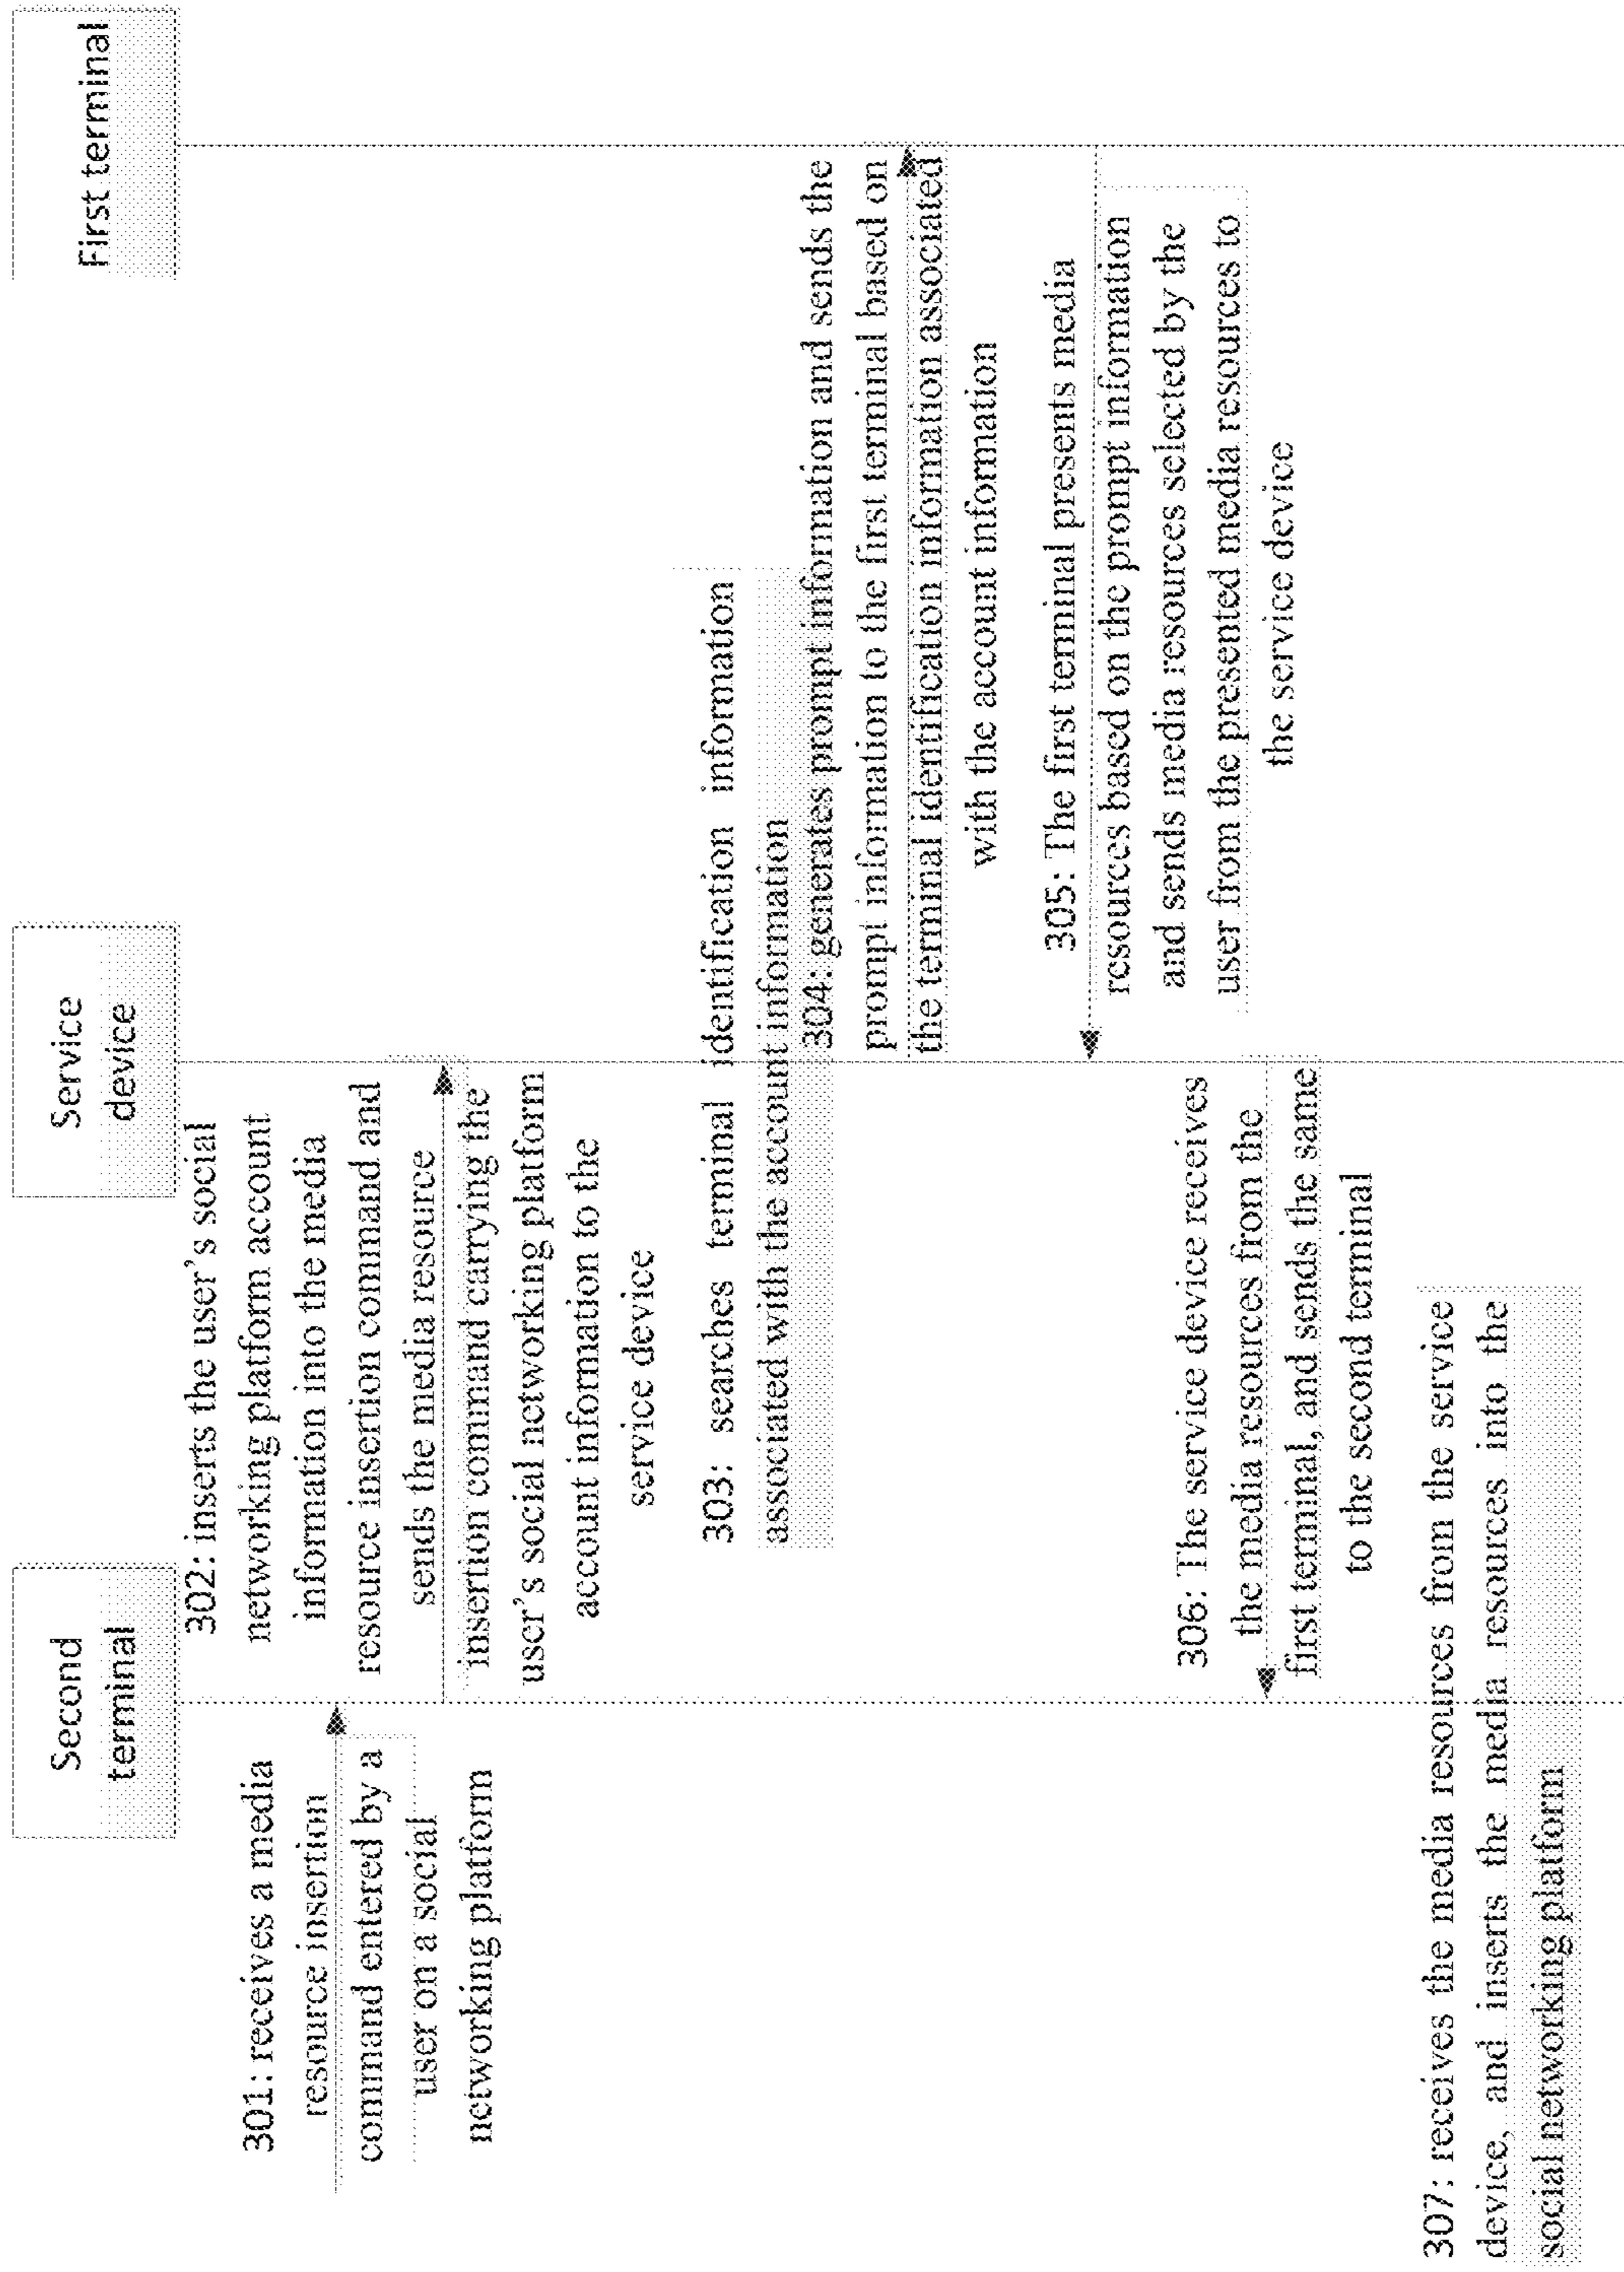 Second
terminal
Service
device
First terminal
301: receives a media
resource insertion
command entered by a
user on a social
networking platform
302: inserts the user's social
networking platform account
information into the media
resource insertion command and
sends the media resource
insertion command carrying the
user's social networking platform
account information to the
service device
303: searches terminal identification information
associated with the account information
304: generates prompt information and sends the
prompt information to the first terminal based on
the terminal identification information associated
with the account information
305: The first terminal presents media
resources based on the prompt information
and sends media resources selected by the
user from the presented media resources to
the service device
306: The service device receives
the media resources from the
first terminal, and sends the same
to the second terminal
307: receives the media resources from the service
device, and inserts the media resources into the
social networking platform